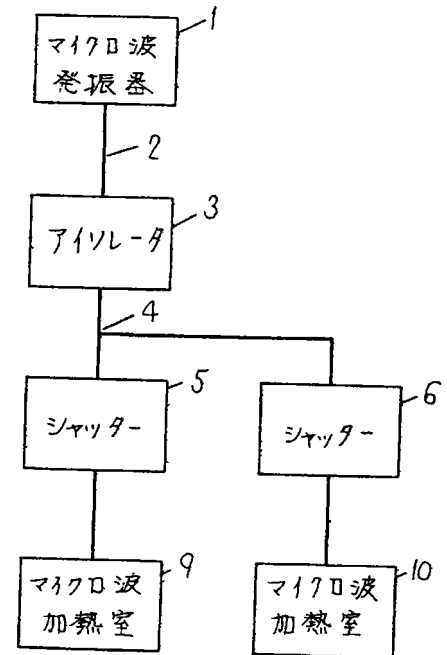 1
マイクロ波
発振器
2
3
アイソレータ
4
5
シャッター
6
シャッター
9
マイクロ波
加熱室
10
マイクロ波
加熱室